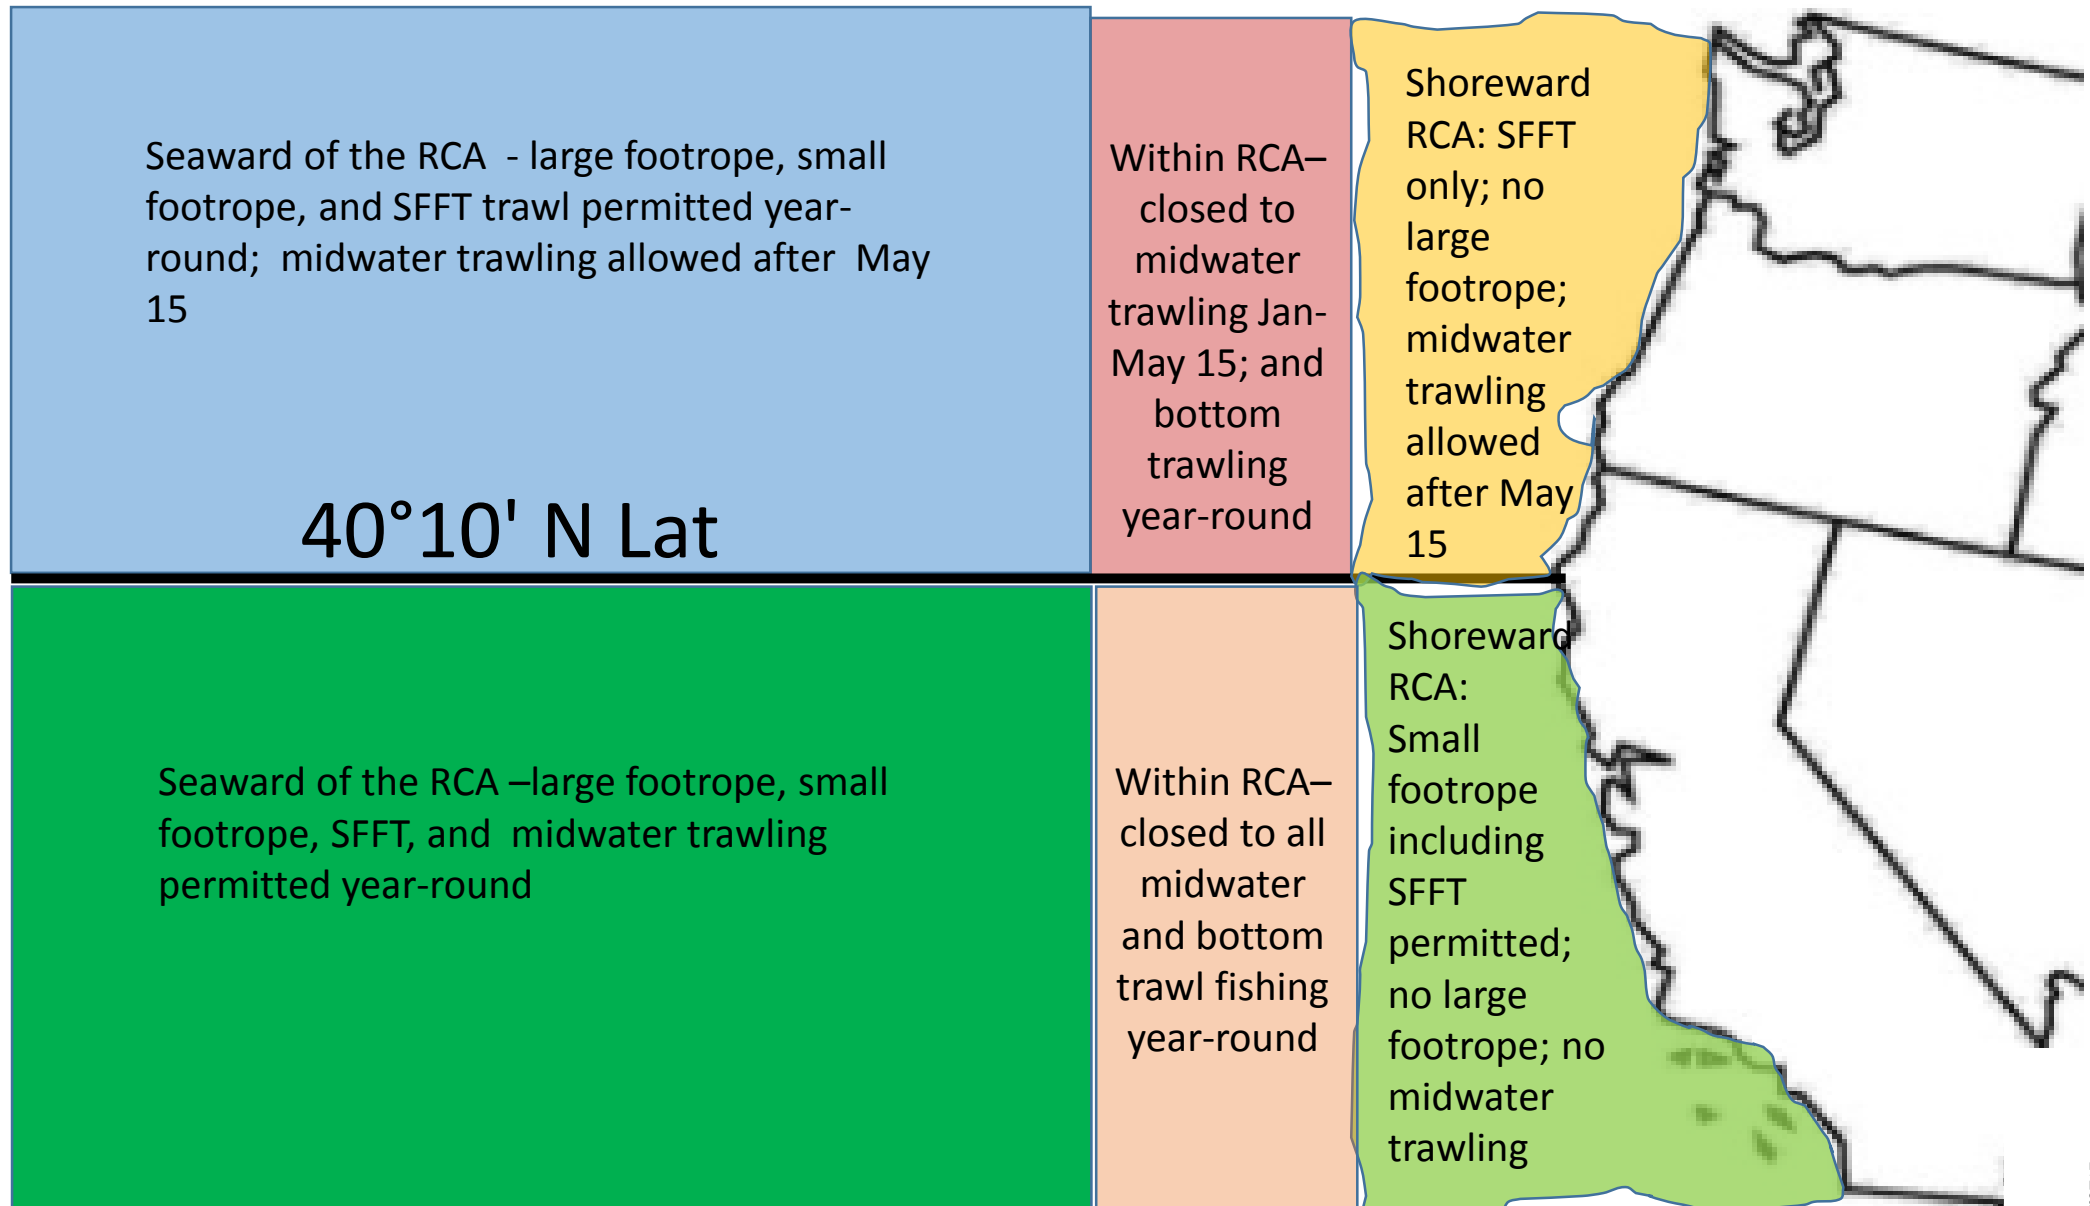 Seaward of the RCA - large footrope, small
footrope, and SFFT trawl permitted year-
round; midwater trawling allowed after May
15
40°10' N Lat
Within RCA–
closed to
midwater
trawling Jan-
May 15; and
bottom
trawling
year-round
Shoreward
RCA: SFFT
only; no
large
footrope;
midwater
trawling
allowed
after May
15
Seaward of the RCA –large footrope, small
footrope, SFFT, and midwater trawling
permitted year-round
Within RCA–
closed to all
midwater
and bottom
trawl fishing
year-round
Shoreward
RCA:
Small
footrope
including
SFFT
permitted;
no large
footrope; no
midwater
trawling